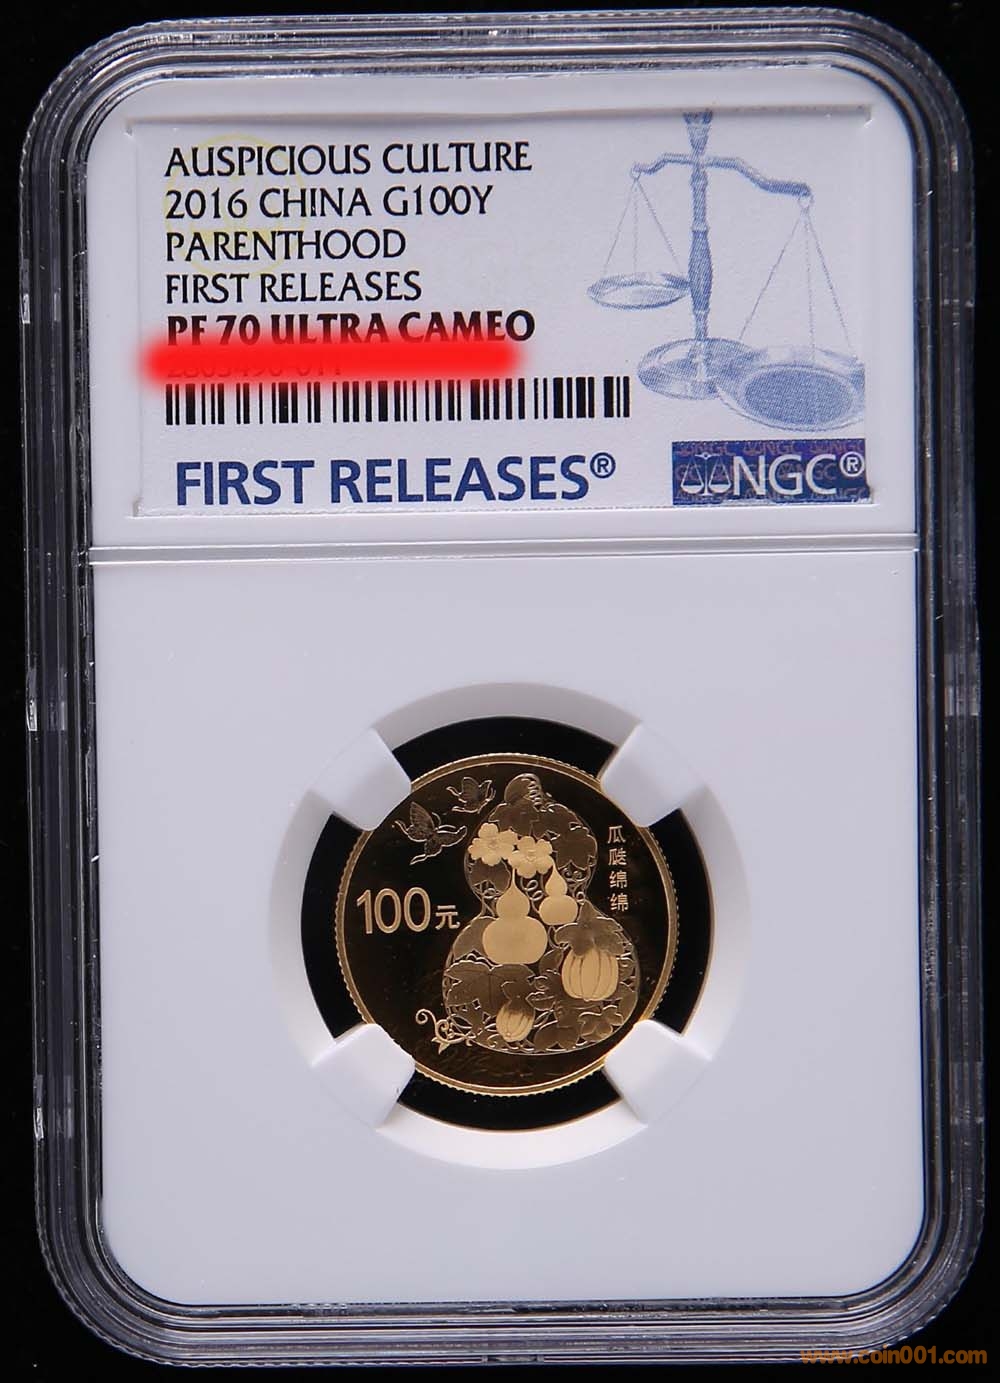 AUSPICIOUS CULTURE
2016 CHINA G100Y
PARENTHOOD
FIRST RELEASES
PF 70 ULTRA CAMEO
FIRST RELEASES®
NGC®
100元
瓜瓞绵绵
www.coin001.com